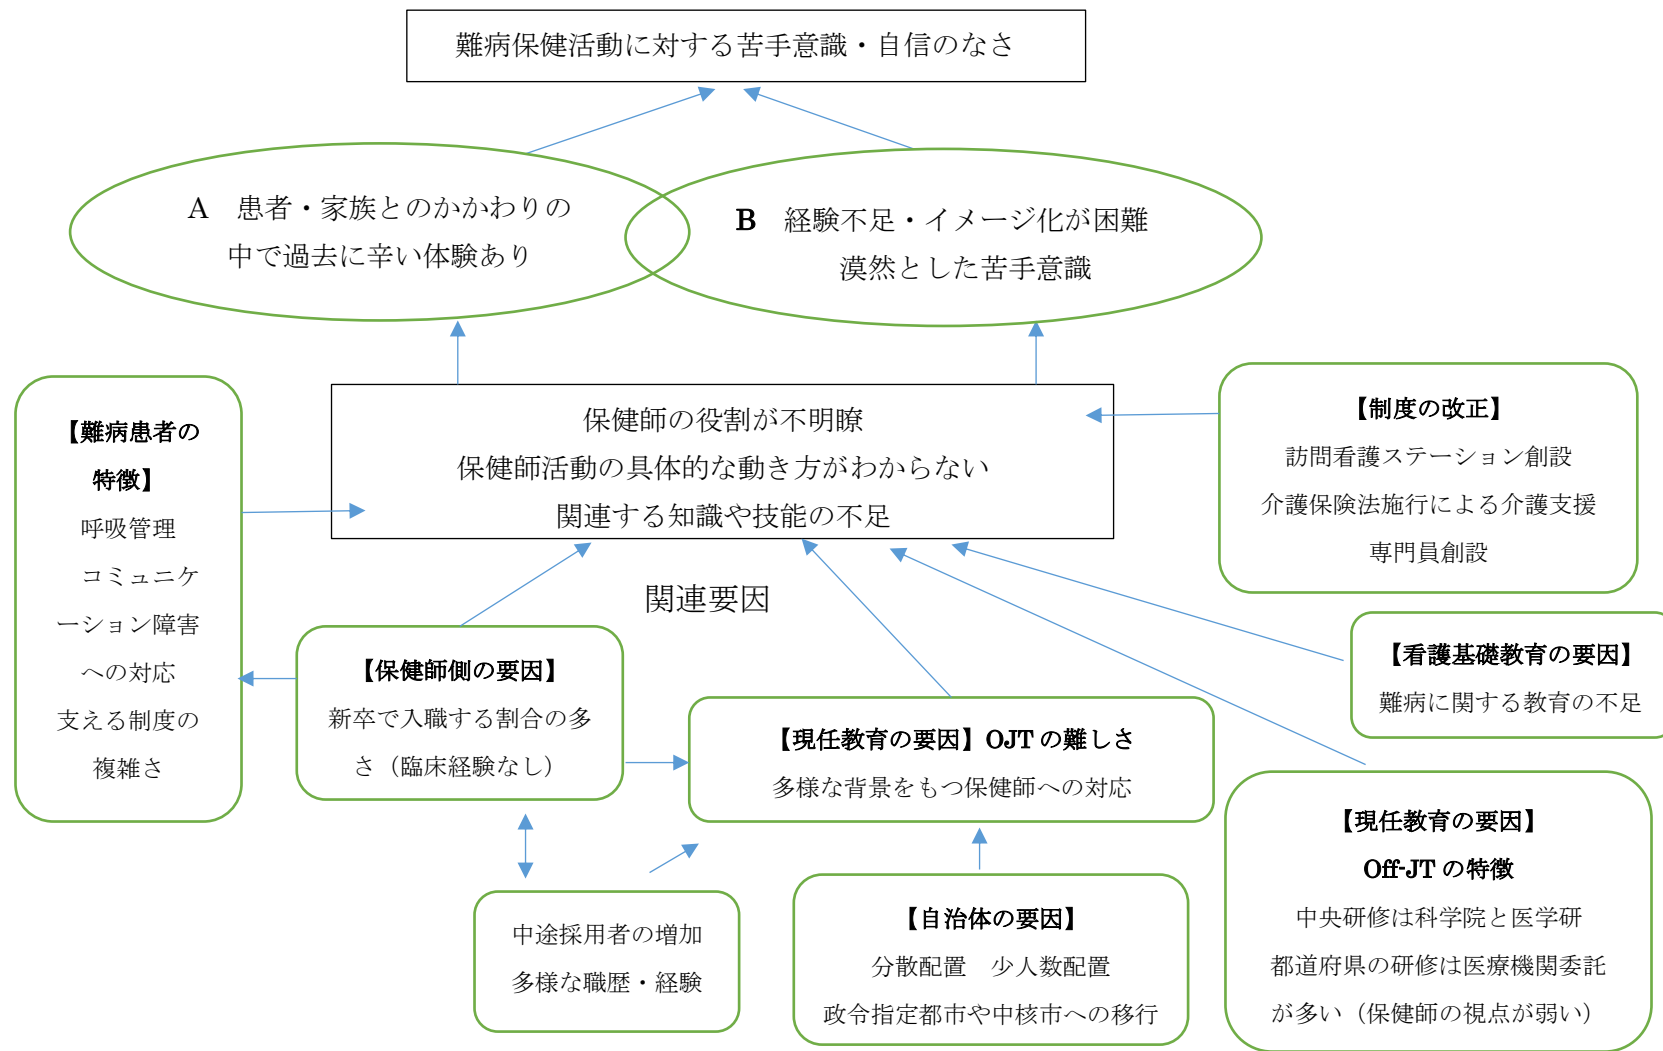 難病保健活動に対する苦手意識・自信のなさ
A 患者・家族とのかかわりの
中で過去に辛い体験あり
B 経験不足・イメージ化が困難
漠然とした苦手意識
保健師の役割が不明瞭
保健師活動の具体的な動き方がわからない
関連する知識や技能の不足
【難病患者の
特徴】
呼吸管理
コミュニケ
ーション障害
への対応
支える制度の
複雑さ
【制度の改正】
訪問看護ステーション創設
介護保険法施行による介護支援
専門員創設
関連要因
【保健師側の要因】
新卒で入職する割合の多
さ（臨床経験なし）
【看護基礎教育の要因】
難病に関する教育の不足
【現任教育の要因】OJT の難しさ
多様な背景をもつ保健師への対応
【現任教育の要因】
Off-JT の特徴
中央研修は科学院と医学研
都道府県の研修は医療機関委託
が多い（保健師の視点が弱い）
中途採用者の増加
多様な職歴・経験
【自治体の要因】
分散配置 少人数配置
政令指定都市や中核市への移行